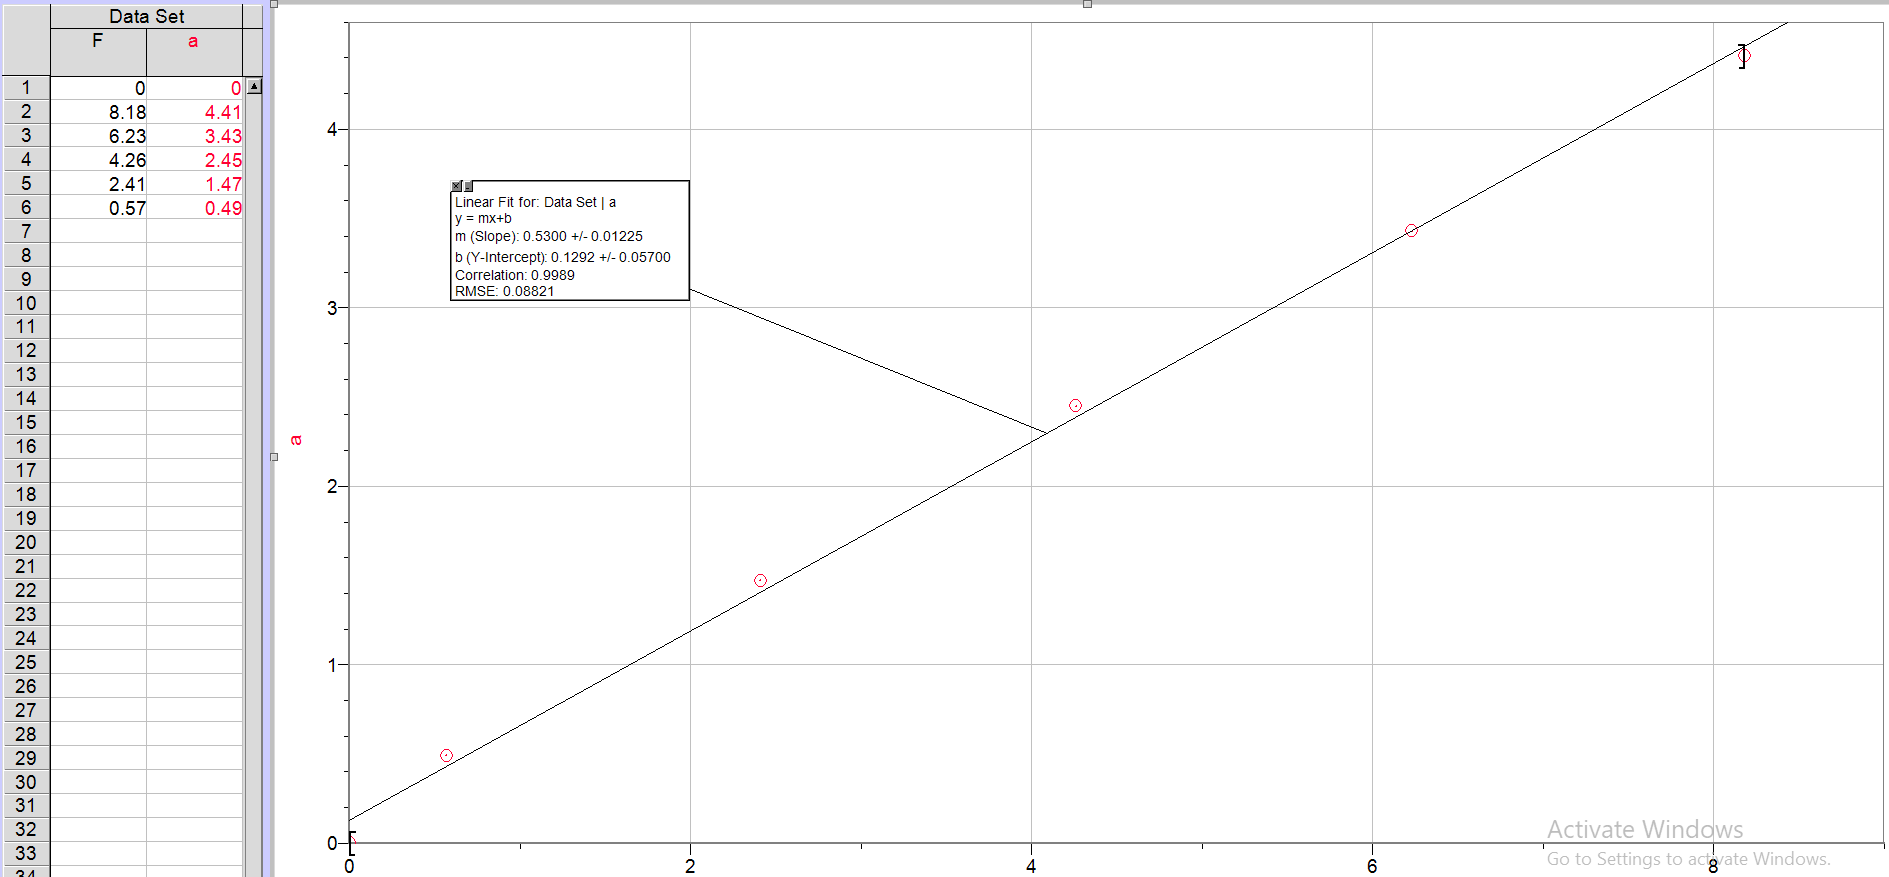 Data Set
F a
1 0 0
2 8.18 4.41
3 6.23 3.43
4 4.26 2.45
5 2.41 1.47
6 0.57 0.49
7
8
9
10
11
12
13
14
15
16
17
18
19
20
21
22
23
24
25
26
27
28
29
30
31
32
33
34
Linear Fit for: Data Set | a
y = mx+b
m (Slope): 0.5300 +/- 0.01225
b (Y-Intercept): 0.1292 +/- 0.05700
Correlation: 0.9989
RMSE: 0.08821
4
3
a
2
1
0
0 2 4 6 8
Activate Windows
Go to Settings to activate Windows.